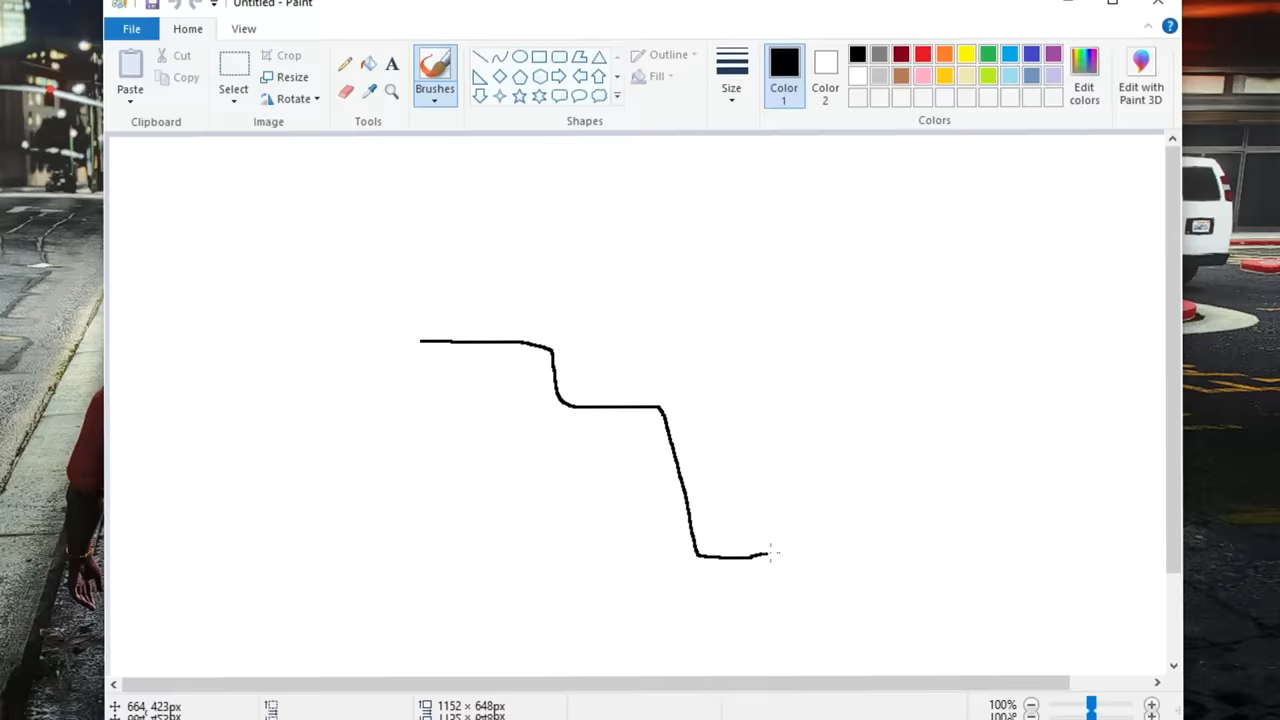 Untitled - Paint
File Home View
Cut
Copy
Paste
Clipboard
Crop
Resize
Rotate
Select
Image
A
Tools
Brushes
Shapes
Outline
Fill
Size
Color 1
Color 2
Edit colors
Edit with Paint 3D
Colors
664, 423px
1152 × 648px
100%